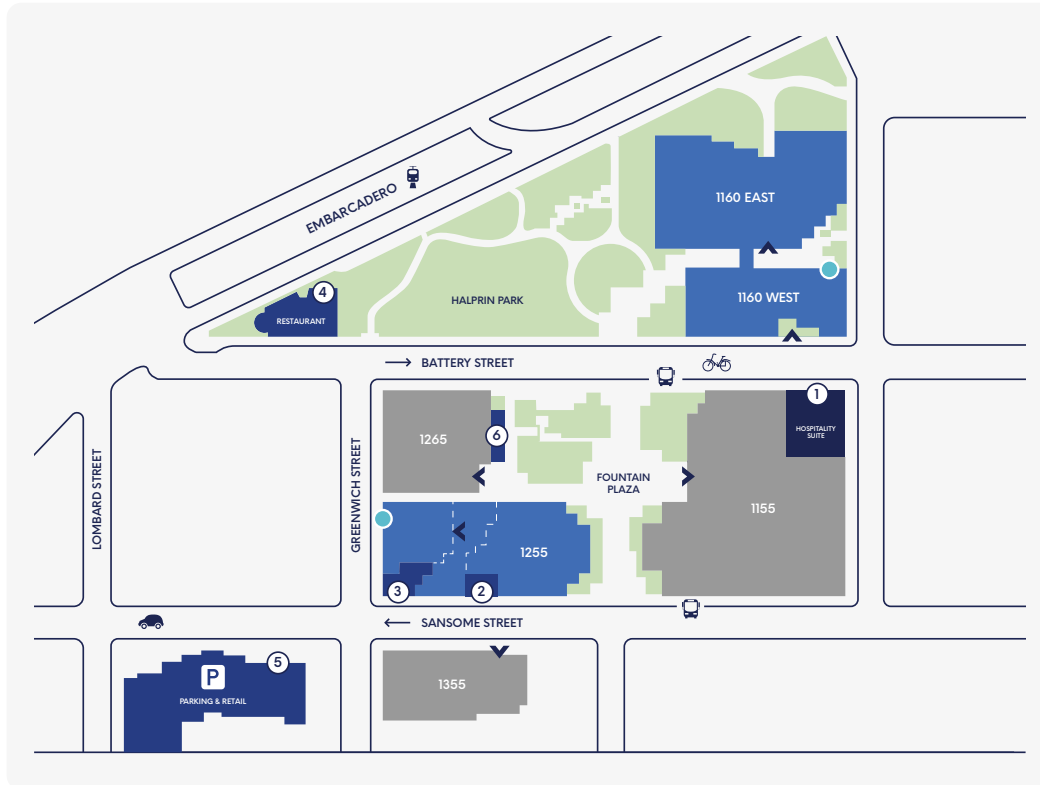 EMBARCADERO
1160 EAST
1160 WEST
HALPRIN PARK
4
RESTAURANT
BATTERY STREET
1
HOSPITALITY
SUITE
1265
6
FOUNTAIN
PLAZA
1155
LOMBARD STREET
GREENWICH STREET
1255
3
2
SANSOME STREET
5
P
PARKING & RETAIL
1355